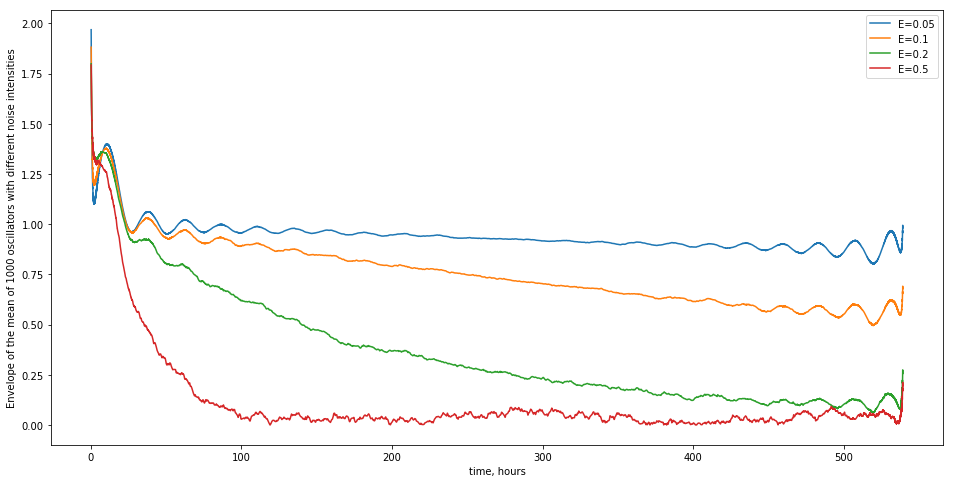 Envelope of the mean of 1000 oscillators with different noise intensities
2.00
1.75
1.50
1.25
1.00
0.75
0.50
0.25
0.00
E=0.05
E=0.1
E=0.2
E=0.5
0
100
200
300
400
500
time, hours